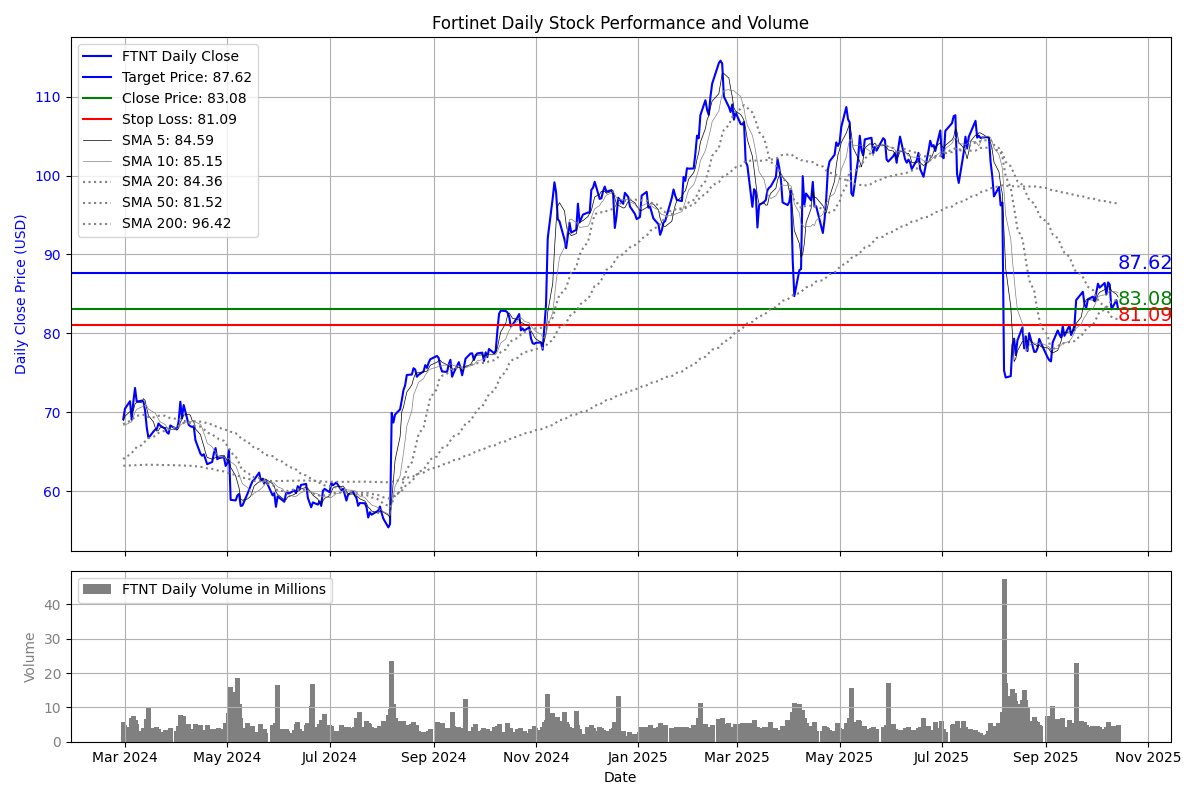 Fortinet Daily Stock Performance and Volume
FTNT Daily Close
Target Price: 87.62
Close Price: 83.08
Stop Loss: 81.09
SMA 5: 84.59
SMA 10: 85.15
SMA 20: 84.36
SMA 50: 81.52
SMA 200: 96.42
Daily Close Price (USD)
110
100
90
80
70
60
87.62
83.08
81.09
FTNT Daily Volume in Millions
Volume
40
30
20
10
0
Mar 2024 May 2024 Jul 2024 Sep 2024 Nov 2024 Jan 2025 Mar 2025 May 2025 Jul 2025 Sep 2025 Nov 2025
Date